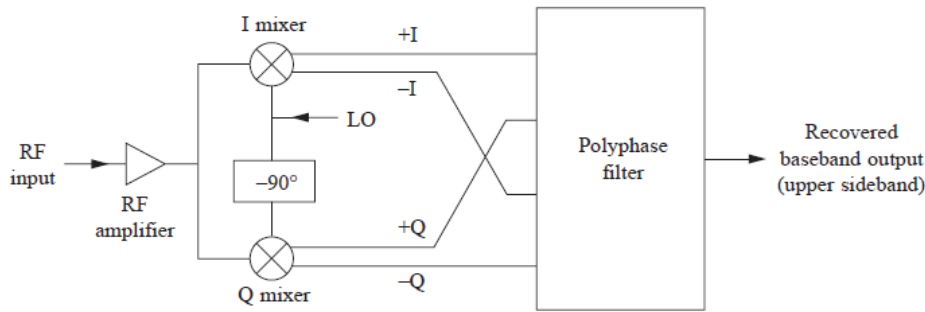 I mixer
+I
–I
LO
RF
input
RF
amplifier
–90°
Polyphase
filter
Recovered
baseband output
(upper sideband)
+Q
–Q
Q mixer